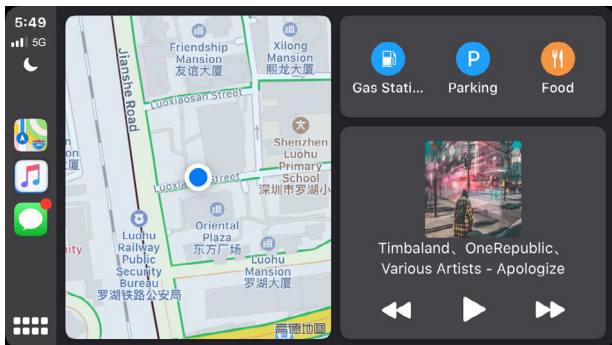 5:49
5G
Friendship
Mansion
友谊大厦
Xilong
Mansion
熙龙大厦
Jianshe Road
Luoxiaosan Street
Shenzhen
Luohu
Primary
School
深圳市罗湖小
on
厦
Street
Oriental
Plaza
东方广场
ity
Luohu
Railway
Public
Security
Bureau
罗湖铁路公安局
Luohu
Mansion
罗湖大厦
高德地图
Gas Stati...
P
Parking
Food
Timbaland、OneRepublic、
Various Artists - Apologize